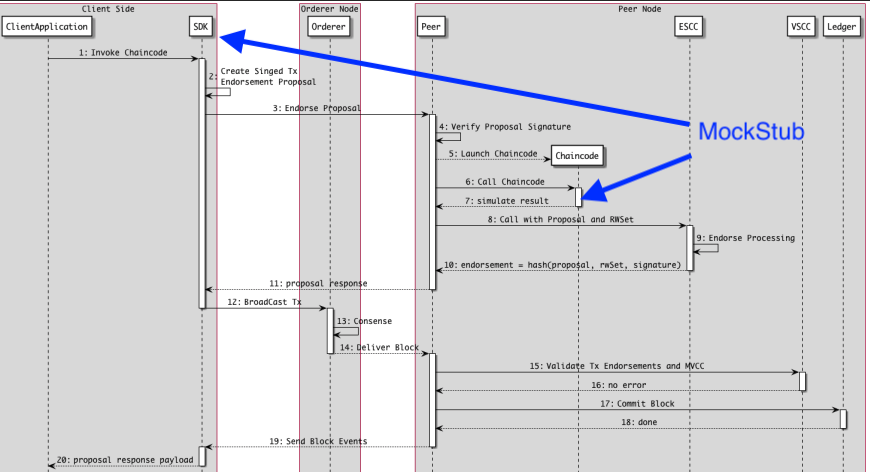 Client Side
Orderer Node
Peer Node
ClientApplication
SDK
Orderer
Peer
ESCC
VSCC
Ledger
1: Invoke Chaincode
2: Create Singed Tx
Endorsement Proposal
3: Endorse Proposal
4: Verify Proposal Signature
MockStub
5: Launch Chaincode
Chaincode
6: Call Chaincode
7: simulate result
8: Call with Proposal and RWSet
9: Endorse Processing
10: endorsement = hash(proposal, rwSet, signature)
11: proposal response
12: BroadCast Tx
13: Consense
14: Deliver Block
15: Validate Tx Endorsements and MVCC
16: no error
17: Commit Block
18: done
19: Send Block Events
20: proposal response payload